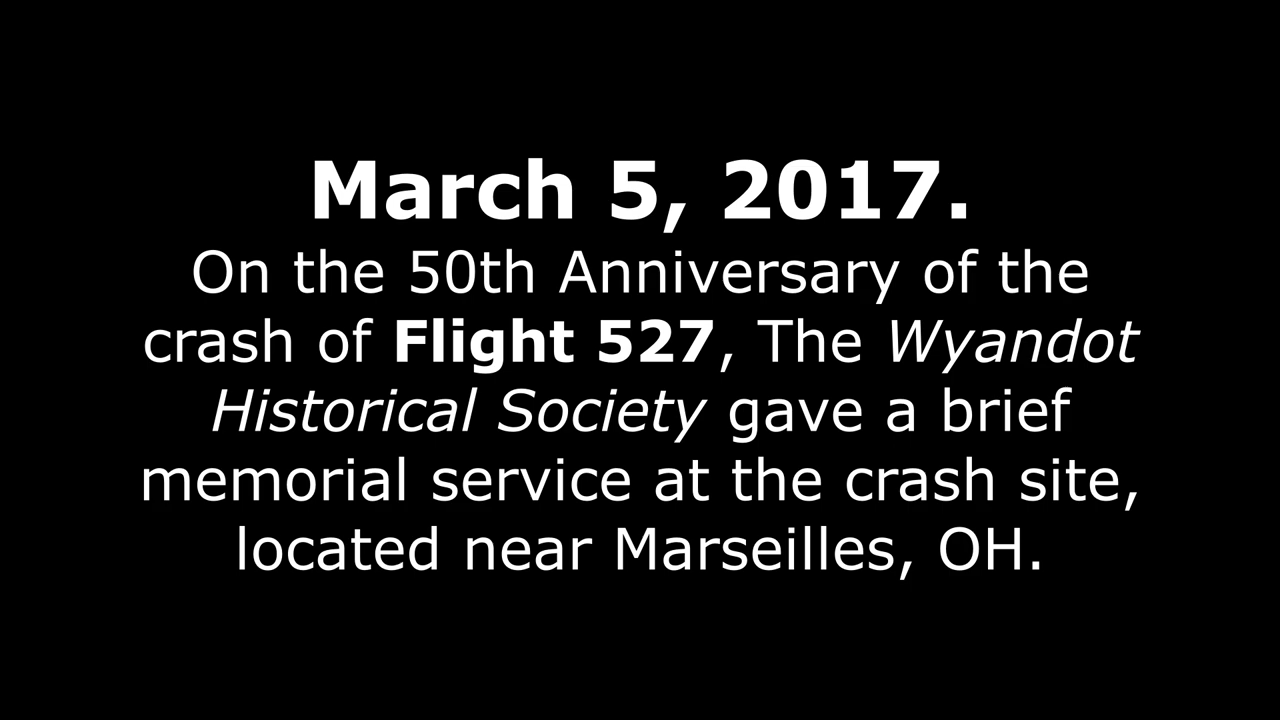 March 5, 2017.
On the 50th Anniversary of the
crash of Flight 527, The Wyandot
Historical Society gave a brief
memorial service at the crash site,
located near Marseilles, OH.